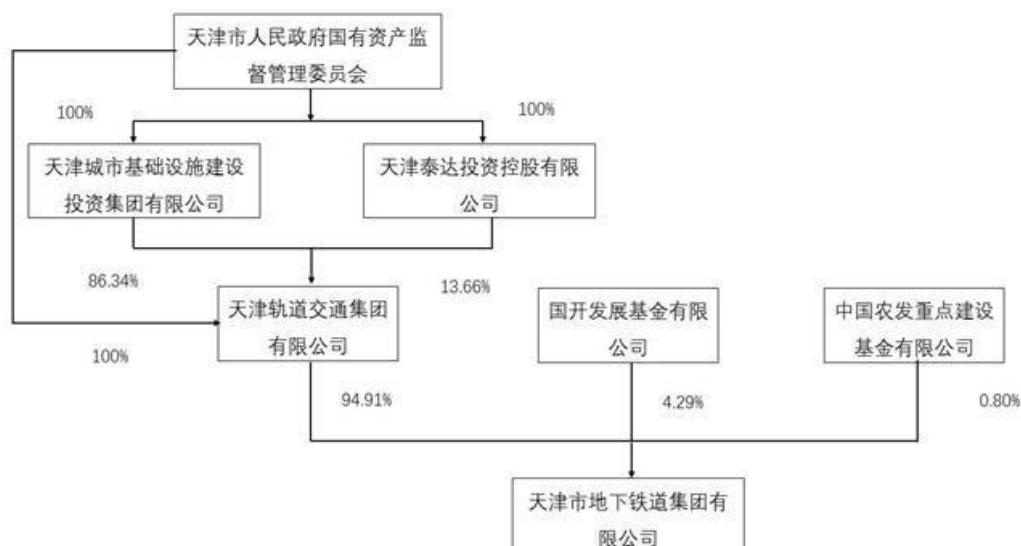 天津市人民政府国有资产监
督管理委员会
100%
100%
天津城市基础设施建设
投资集团有限公司
天津泰达投资控股有限
公司
86.34%
13.66%
天津轨道交通集团
有限公司
国开发展基金有限
公司
中国农发重点建设
基金有限公司
100%
94.91%
4.29%
0.80%
天津市地下铁道集团有
限公司